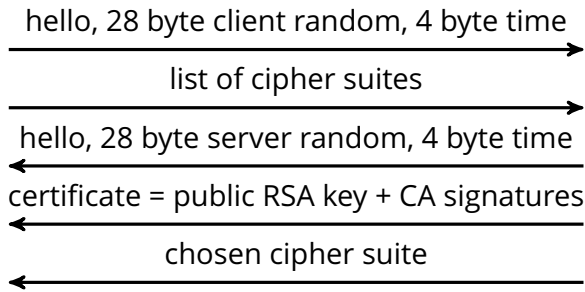 hello, 28 byte client random, 4 byte time
list of cipher suites
hello, 28 byte server random, 4 byte time
certificate = public RSA key + CA signatures
chosen cipher suite